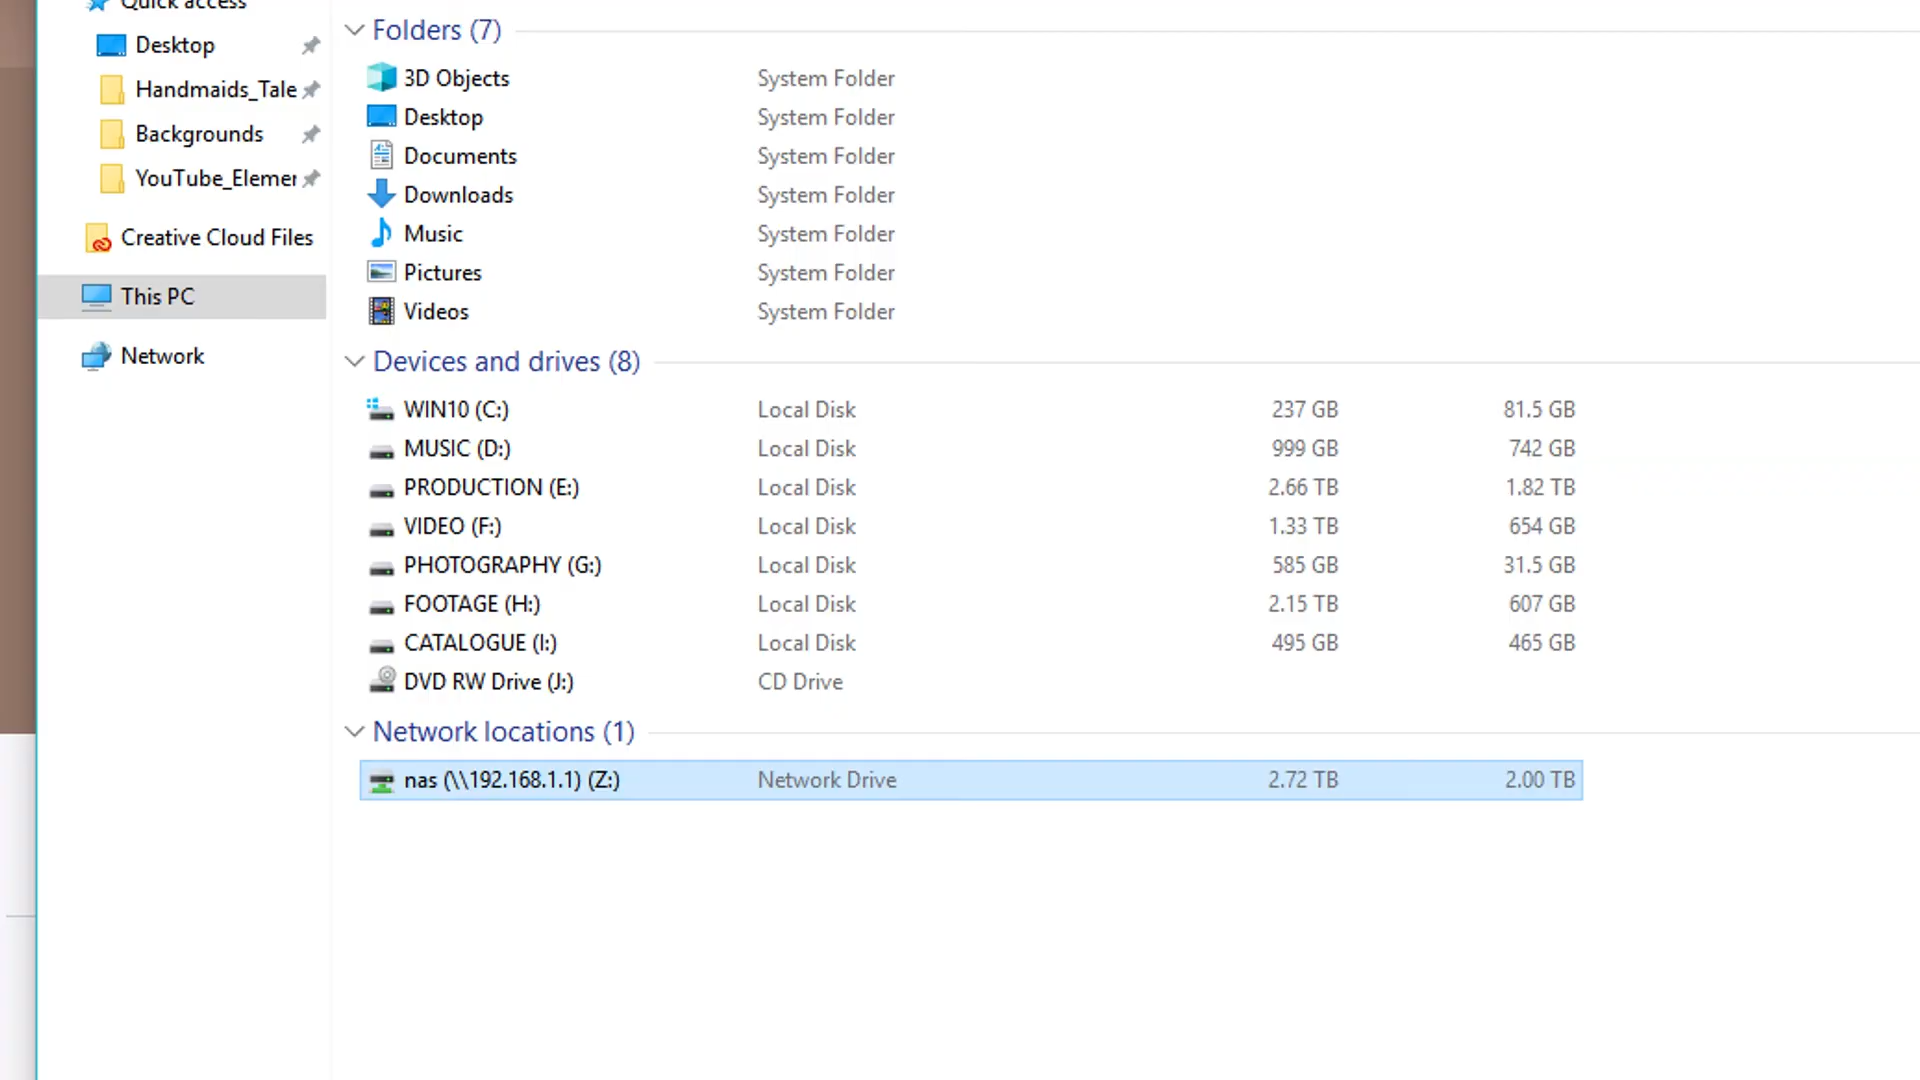 Quick access
Desktop
Handmaids_Tale
Backgrounds
YouTube_Elemer
Creative Cloud Files
This PC
Network
Folders (7)
3D Objects System Folder
Desktop System Folder
Documents System Folder
Downloads System Folder
Music System Folder
Pictures System Folder
Videos System Folder
Devices and drives (8)
WIN10 (C:) Local Disk 237 GB 81.5 GB
MUSIC (D:) Local Disk 999 GB 742 GB
PRODUCTION (E:) Local Disk 2.66 TB 1.82 TB
VIDEO (F:) Local Disk 1.33 TB 654 GB
PHOTOGRAPHY (G:) Local Disk 585 GB 31.5 GB
FOOTAGE (H:) Local Disk 2.15 TB 607 GB
CATALOGUE (I:) Local Disk 495 GB 465 GB
DVD RW Drive (J:) CD Drive
Network locations (1)
nas (\\192.168.1.1) (Z:) Network Drive 2.72 TB 2.00 TB